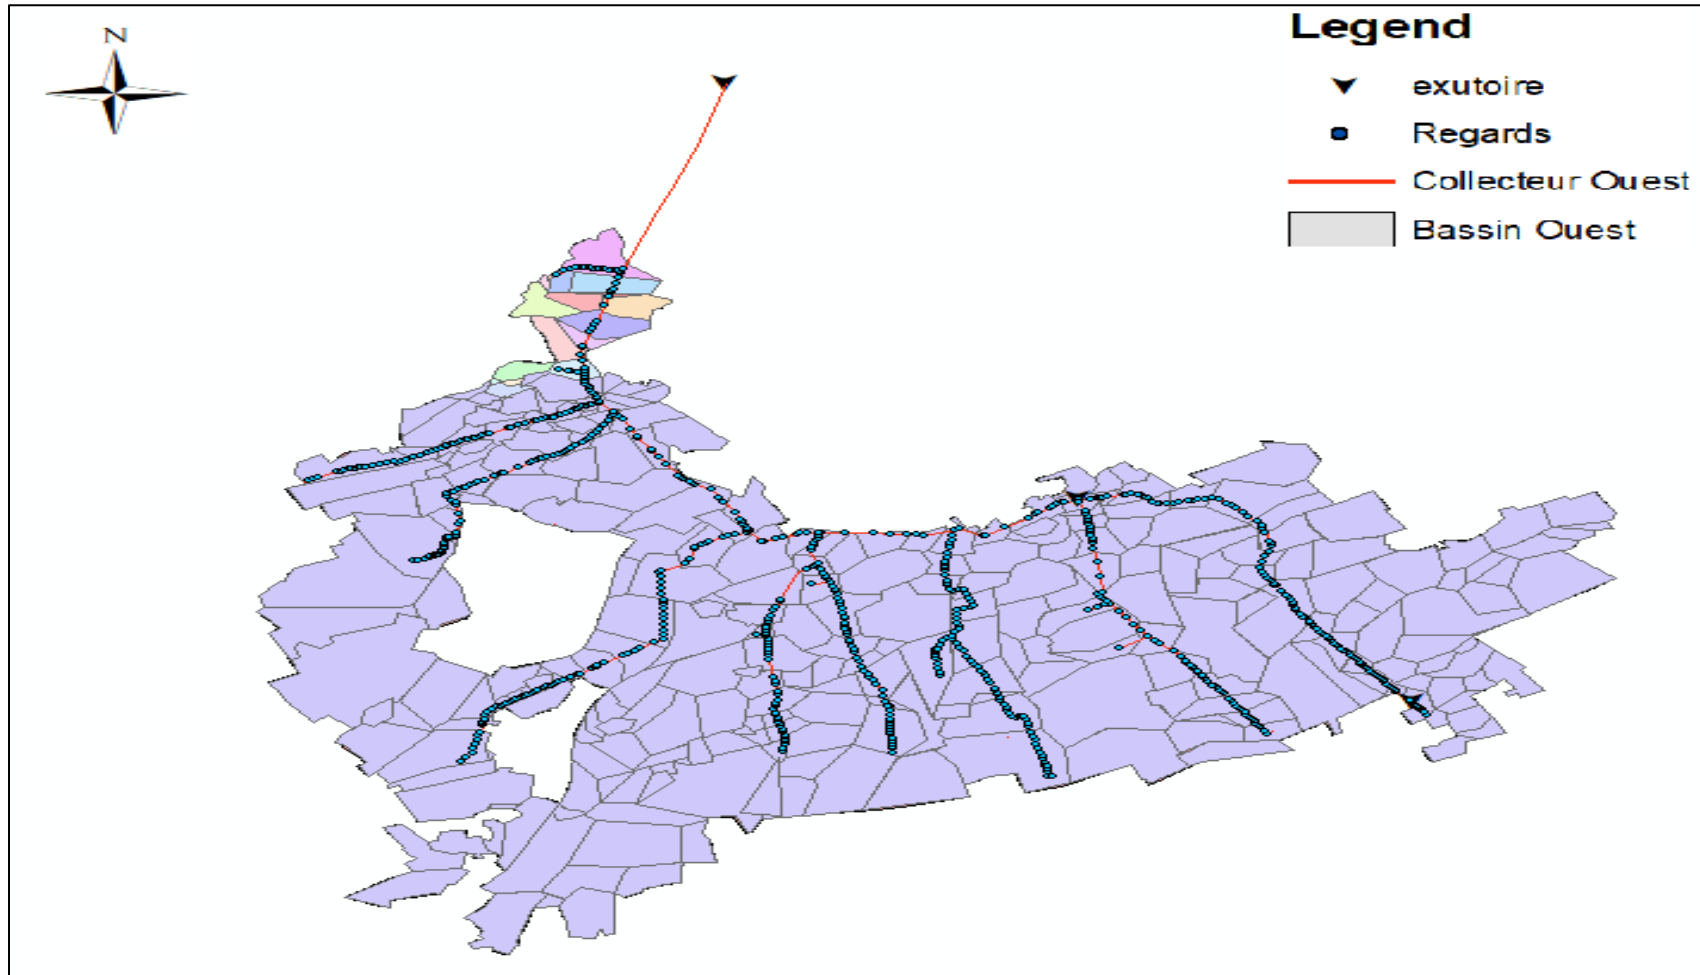 N
Legend
exutoire
Regards
Collecteur Ouest
Bassin Ouest